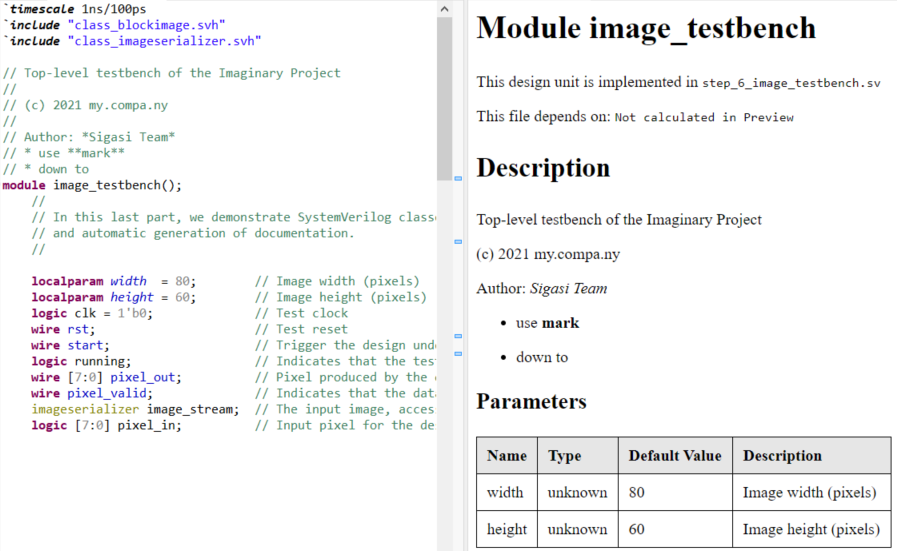 `timescale 1ns/100ps
`include "class_blockimage.svh"
`include "class_imageserializer.svh"
// Top-level testbench of the Imaginary Project
//
// (c) 2021 my.compa.ny
//
// Author: *Sigasi Team*
// * use **mark**
// * down to
module image_testbench();
//
// In this last part, we demonstrate SystemVerilog
// and automatic generation of documentation.
//
localparam width = 80; // Image width (pixels)
localparam height = 60; // Image height (pixels)
logic clk = 1'b0; // Test clock
wire rst; // Test reset
wire start; // Trigger the design
logic running; // Indicates that the
wire [7:0] pixel_out; // Pixel produced by the
wire pixel_valid; // Indicates that the
imageserializer image_stream; // The input image,
logic [7:0] pixel_in; // Input pixel for the
Module image_testbench
This design unit is implemented in step_6_image_testbench.sv
This file depends on: Not calculated in Preview
Description
Top-level testbench of the Imaginary Project
(c) 2021 my.compa.ny
Author: Sigasi Team
• use mark
• down to
Parameters
Name Type Default Value Description
width unknown 80 Image width (pixels)
height unknown 60 Image height (pixels)